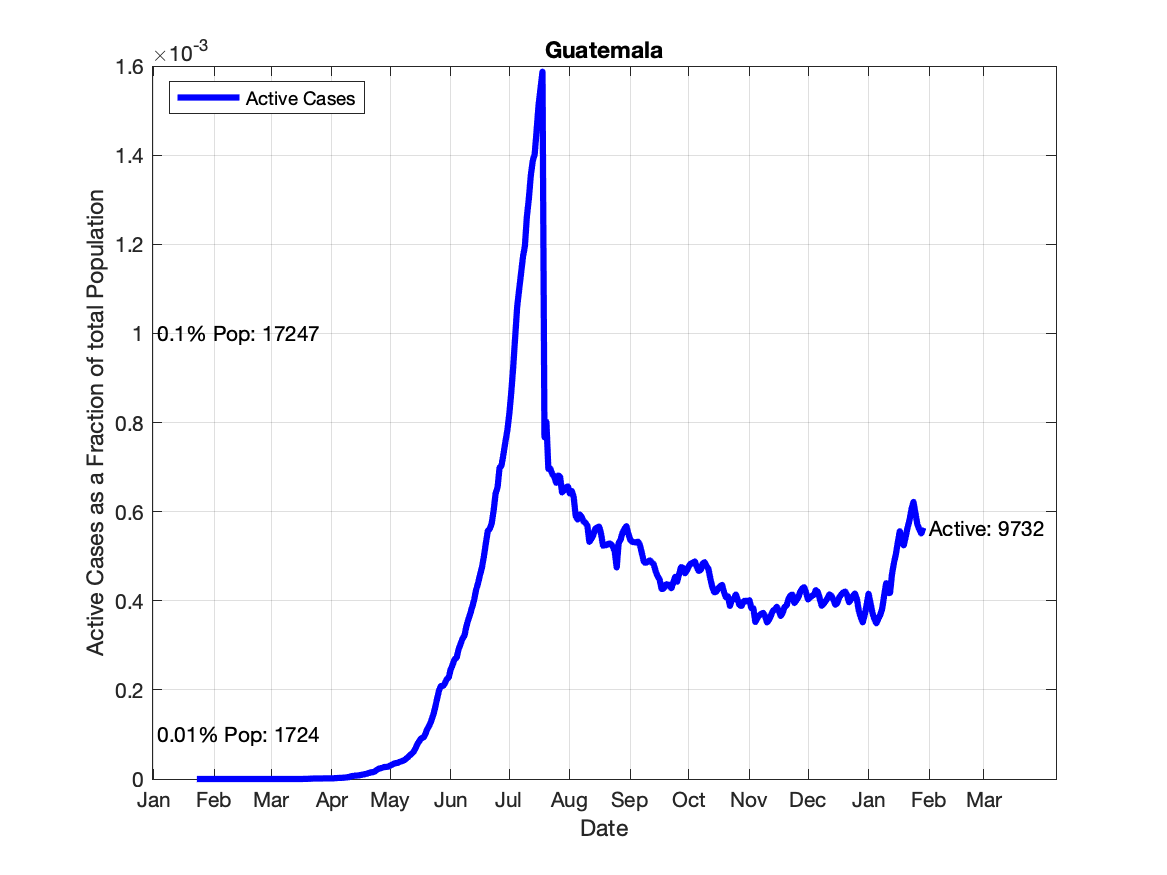 Guatemala
×10-3
1.6
1.4
1.2
1
0.8
0.6
0.4
0.2
0
Active Cases as a Fraction of total Population
Active Cases
0.1% Pop: 17247
0.01% Pop: 1724
Active: 9732
Jan Feb Mar Apr May Jun Jul Aug Sep Oct Nov Dec Jan Feb Mar
Date